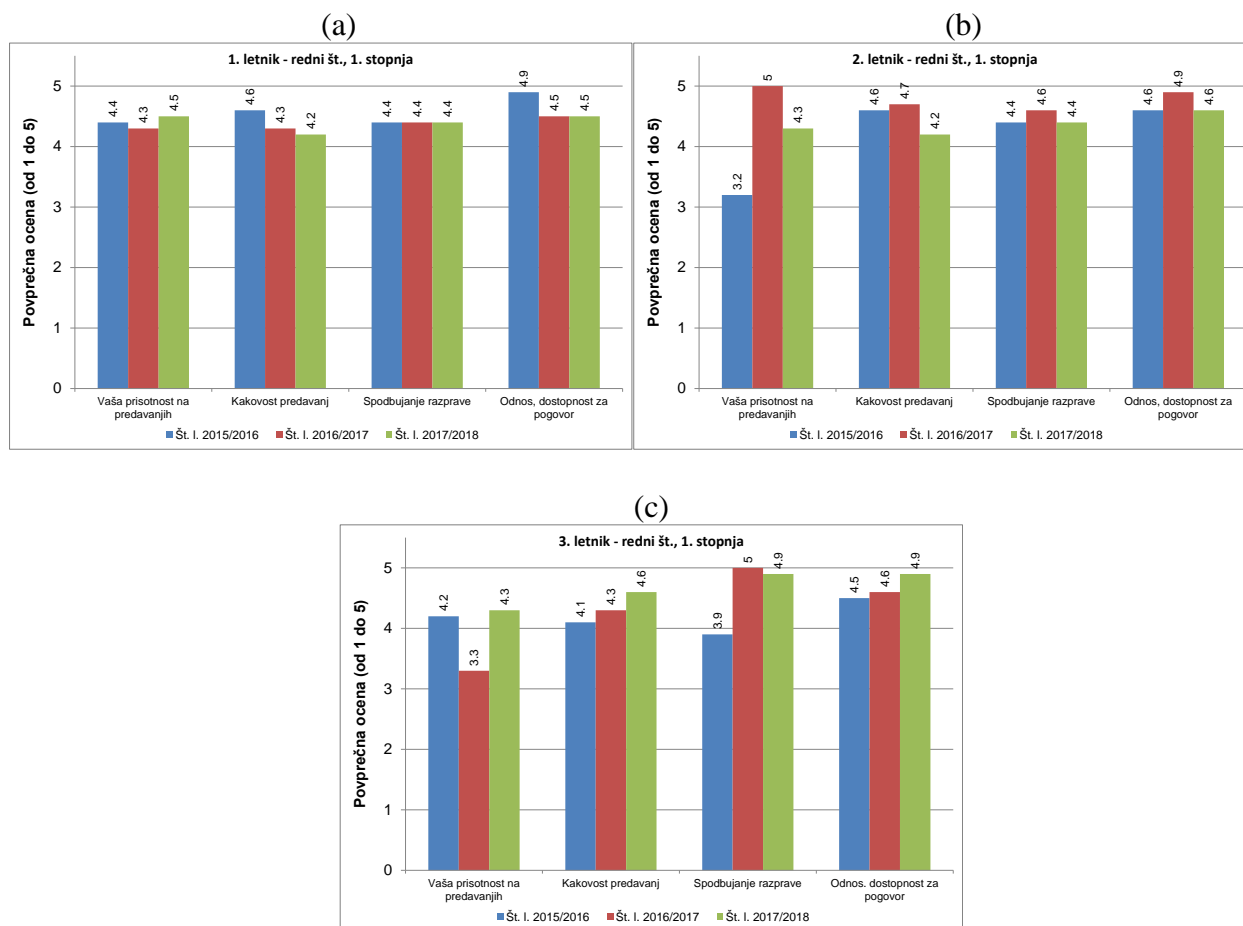 (a)
1. letnik - redni št., 1. stopnja
Povprečna ocena (od 1 do 5)
5
4
3
2
1
0
4.4 4.3 4.5
4.6 4.3 4.2
4.4 4.4 4.4
4.9 4.5 4.5
Vaša prisotnost na
predavanjih
Kakovost predavanj
Spodbujanje razprave
Odnos, dostopnost za
pogovor
Št. l. 2015/2016 Št. l. 2016/2017 Št. l. 2017/2018
(b)
2. letnik - redni št., 1. stopnja
Povprečna ocena (od 1 do 5)
5
4
3
2
1
0
3.2 5 4.3
4.6 4.7 4.2
4.4 4.6 4.4
4.6 4.9 4.6
Vaša prisotnost na
predavanjih
Kakovost predavanj
Spodbujanje razprave
Odnos, dostopnost za
pogovor
Št. l. 2015/2016 Št. l. 2016/2017 Št. l. 2017/2018
(c)
3. letnik - redni št., 1. stopnja
Povprečna ocena (od 1 do 5)
5
4
3
2
1
0
4.2 3.3 4.3
4.1 4.3 4.6
3.9 5 4.9
4.5 4.6 4.9
Vaša prisotnost na
predavanjih
Kakovost predavanj
Spodbujanje razprave
Odnos. dostopnost za
pogovor
Št. l. 2015/2016 Št. l. 2016/2017 Št. l. 2017/2018